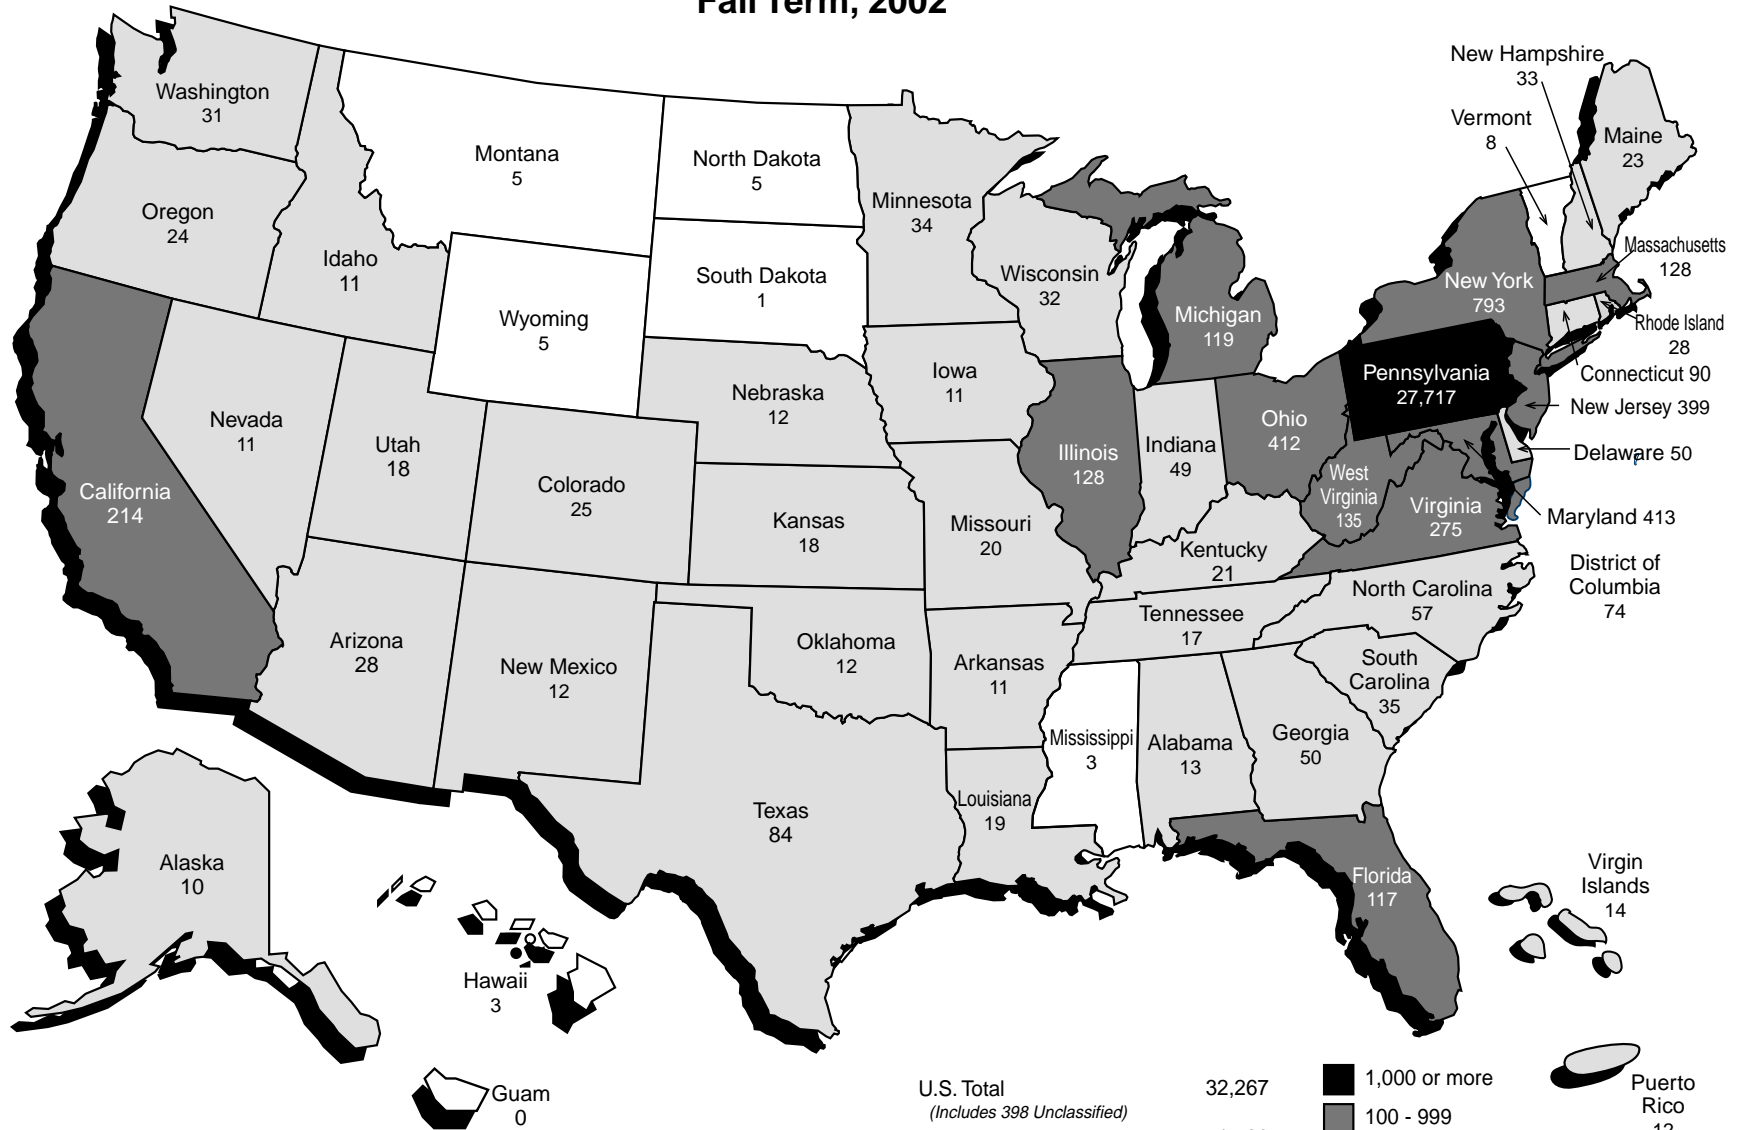 Fall Term, 2002
Washington
31
Oregon
24
Idaho
11
Montana
5
North Dakota
5
South Dakota
1
Wyoming
5
Minnesota
34
Wisconsin
32
Michigan
119
New Hampshire
33
Vermont
8
Maine
23
Massachusetts
128
New York
793
Rhode Island
28
Connecticut 90
Pennsylvania
27,717
New Jersey 399
Delaware 50
Maryland 413
District of
Columbia
74
California
214
Nevada
11
Utah
18
Colorado
25
Nebraska
12
Kansas
18
Iowa
11
Missouri
20
Illinois
128
Indiana
49
Ohio
412
West
Virginia
135
Virginia
275
Kentucky
21
North Carolina
57
Tennessee
17
South
Carolina
35
Arizona
28
New Mexico
12
Oklahoma
12
Arkansas
11
Mississippi
3
Alabama
13
Georgia
50
Texas
84
Louisiana
19
Florida
117
Alaska
10
Hawaii
3
Guam
0
Virgin
Islands
14
Puerto
Rico
U.S. Total 32,267
(Includes 398 Unclassified)
1,000 or more
100 - 999